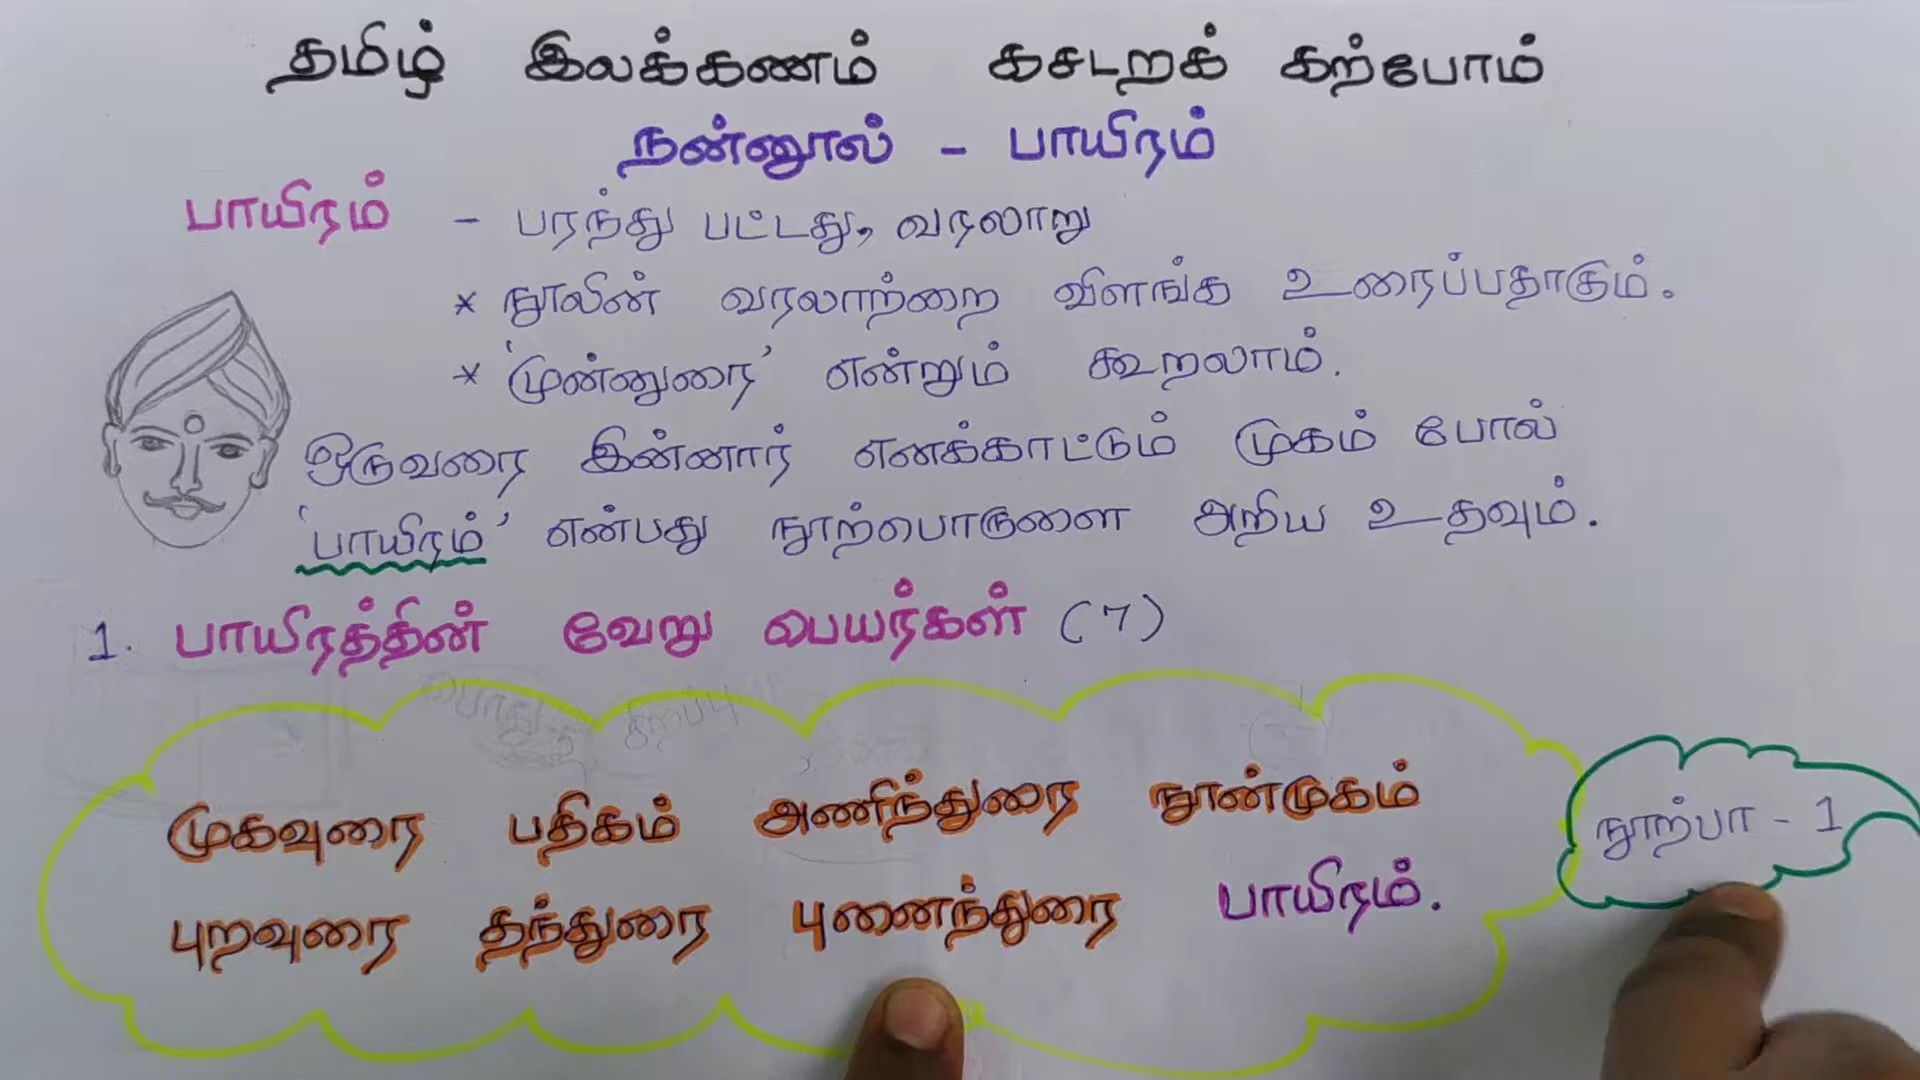 தமிழ் இலக்கணம் கசடறக் கற்போம்
நன்னூல் - பாயிரம்
பாயிரம் - பரந்து பட்டது, வரலாறு
* நூலின் வரலாற்றை விளங்க உரைப்பதாகும்.
* 'முன்னுரை' என்றும் கூறலாம்.
ஒருவரை இன்னார் எனக்காட்டும் முகம் போல்
'பாயிரம்' என்பது நூற்பொருளை அறிய உதவும்.
1. பாயிரத்தின் வேறு பெயர்கள் (7)
முகவுரை பதிகம் அணிந்துரை நூன்முகம்
புறவுரை தந்துரை புனைந்துரை பாயிரம்.
நூற்பா - 1